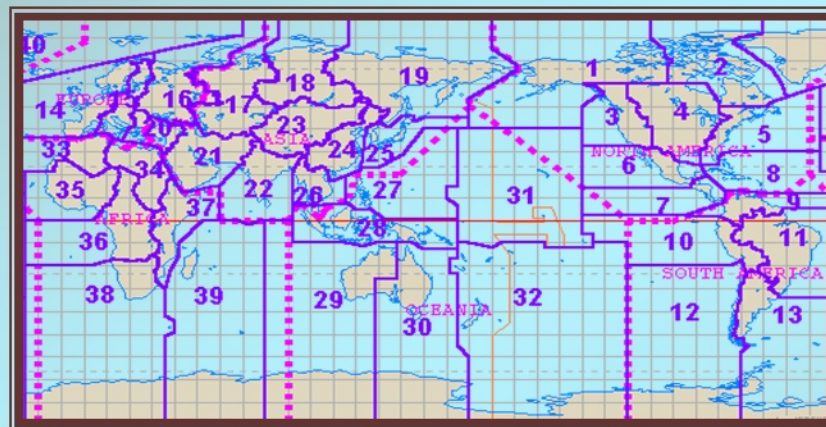 40 1 2
18 19
16 17
14 EUROPE 3 4
20 23 5
ASIA
33 21 24 25 NORTH AMERICA
34 6
35 22 26 27 31 8
37 7 9
AFRICA 28
36 10 11
SOUTH AMERICA
38 39 29 32
OCEANIA 12 13
30